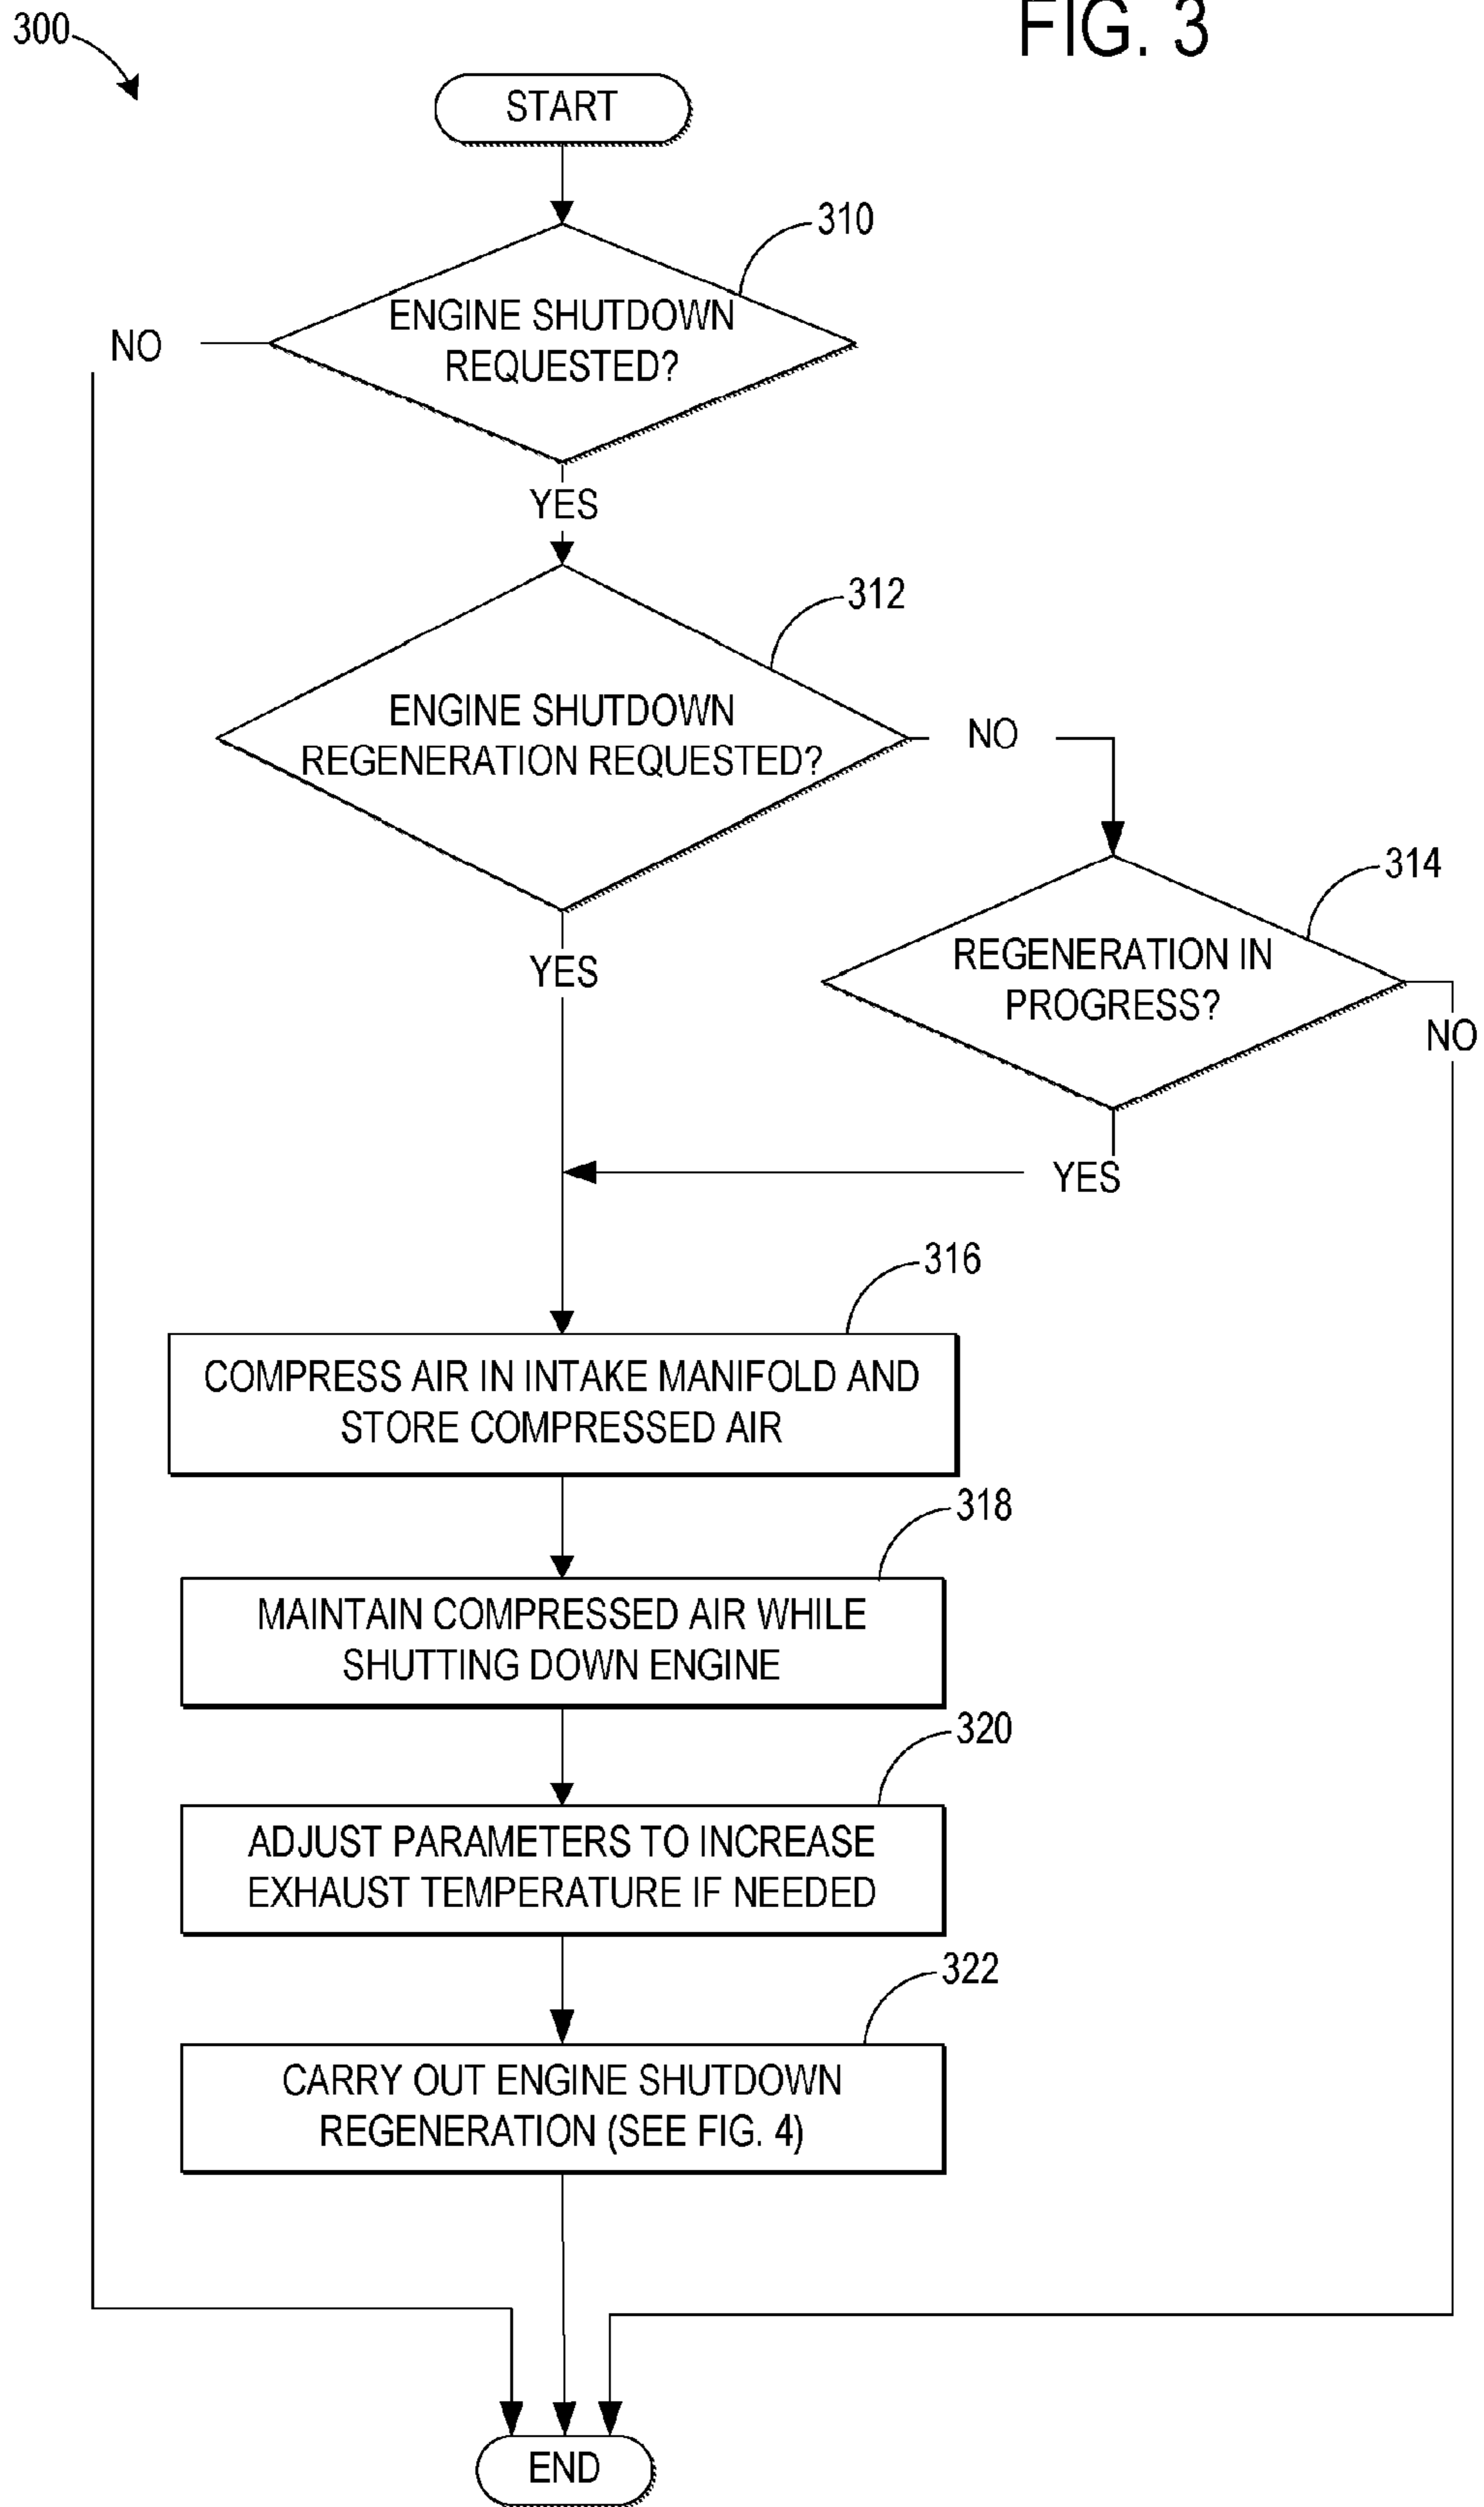 FIG. 3
300
START
310
ENGINE SHUTDOWN
REQUESTED?
NO
YES
312
ENGINE SHUTDOWN
REGENERATION REQUESTED?
NO
YES
314
REGENERATION IN
PROGRESS?
NO
YES
316
COMPRESS AIR IN INTAKE MANIFOLD AND
STORE COMPRESSED AIR
318
MAINTAIN COMPRESSED AIR WHILE
SHUTTING DOWN ENGINE
320
ADJUST PARAMETERS TO INCREASE
EXHAUST TEMPERATURE IF NEEDED
322
CARRY OUT ENGINE SHUTDOWN
REGENERATION (SEE FIG. 4)
END